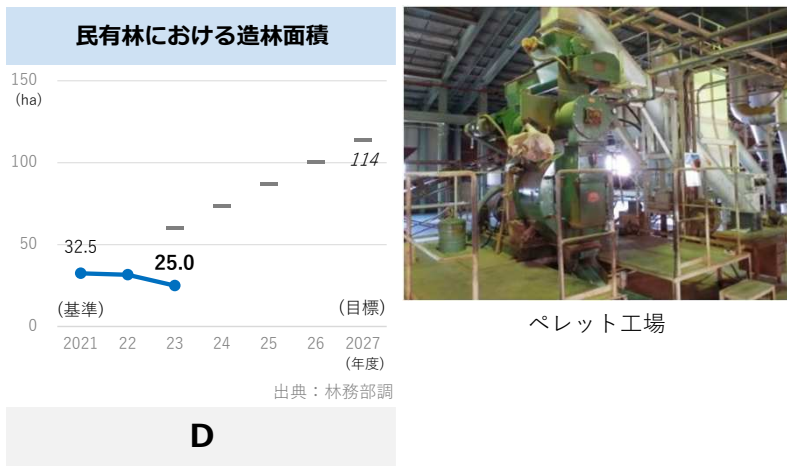 民有林における造林面積
150
(ha)
100
50
0
114
32.5
25.0
(基準)
(目標)
2021 22 23 24 25 26 2027
(年度)
出典：林務部調
D
ペレット工場